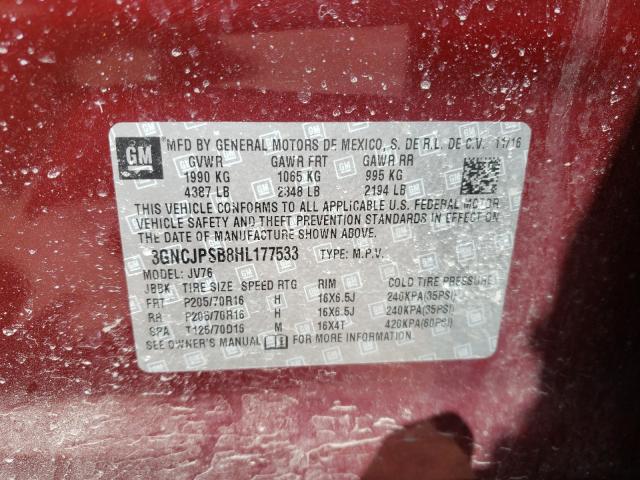 GM
MFD BY GENERAL MOTORS DE MEXICO, S. DE R.L. DE C.V. 11/16
GVWR GAWR FRT GAWR RR
1990 KG 1065 KG 995 KG
4387 LB 2348 LB 2194 LB
THIS VEHICLE CONFORMS TO ALL APPLICABLE U.S. FEDERAL MOTOR
VEHICLE SAFETY AND THEFT PREVENTION STANDARDS IN EFFECT ON
THE DATE OF MANUFACTURE SHOWN ABOVE.
3GNCJPSB8HL177533 TYPE: M.P.V.
MODEL: JV76
JBBK TIRE SIZE SPEED RTG RIM COLD TIRE PRESSURE
FRT P205/70R16 H 16X6.5J 240KPA(35PSI)
RR P205/70R16 H 16X6.5J 240KPA(35PSI)
SPA T125/70D16 M 16X4T 420KPA(60PSI)
SEE OWNER'S MANUAL FOR MORE INFORMATION